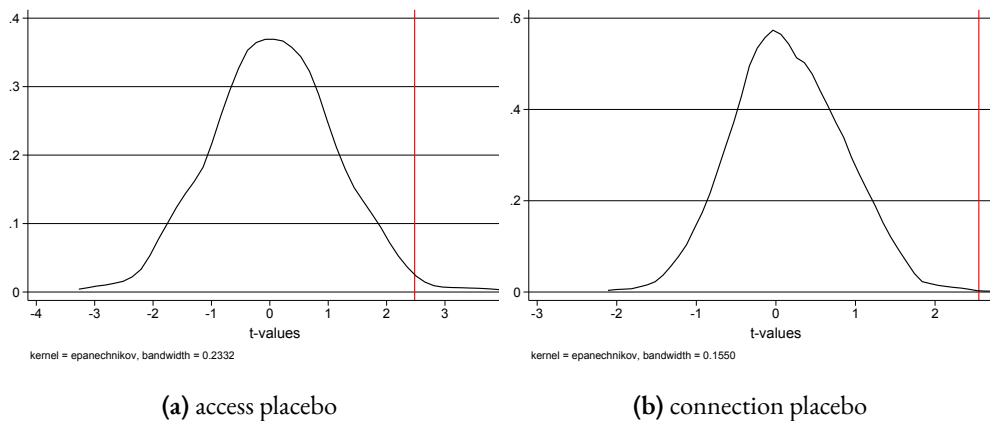 .4
.3
.2
.1
0
-4 -3 -2 -1 0 1 2 3
t-values
kernel = epanechnikov, bandwidth = 0.2332
(a) access placebo
.6
.4
.2
0
-3 -2 -1 0 1 2
t-values
kernel = epanechnikov, bandwidth = 0.1550
(b) connection placebo